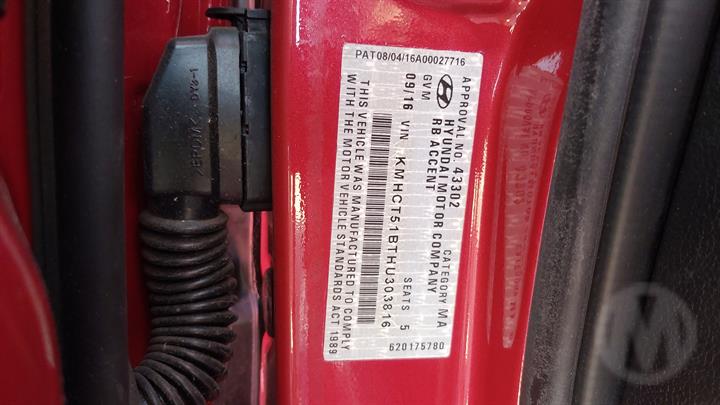 PAT08/04/16A00027716
APPROVAL NO. 43302 CATEGORY MA
HYUNDAI MOTOR COMPANY
RB ACCENT
GVM SEATS 5
09/16 VIN KMHCT51BTHU303816
THIS VEHICLE WAS MANUFACTURED TO COMPLY
WITH THE MOTOR VEHICLE STANDARDS ACT 1989
620175780
M